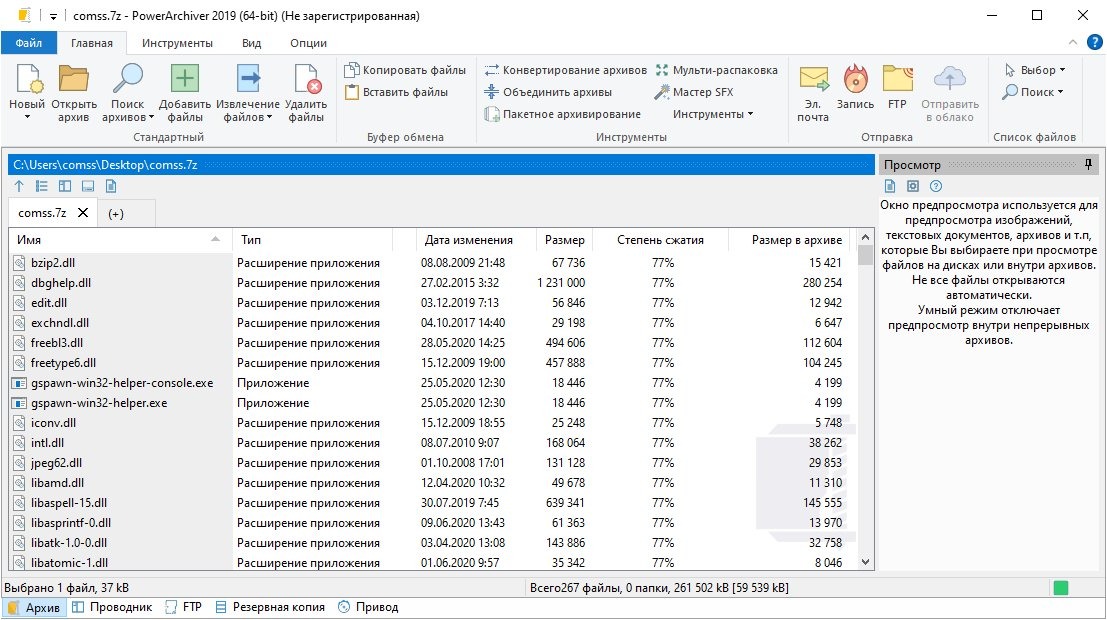 comss.7z - PowerArchiver 2019 (64-bit) (Не зарегистрированная)
Файл Главная Инструменты Вид Опции
Новый Открыть архив Поиск архивов Добавить файлы Извлечение файлов Удалить файлы
Стандартный
Копировать файлы
Вставить файлы
Буфер обмена
Конвертирование архивов Мульти-распаковка
Объединить архивы Мастер SFX
Пакетное архивирование Инструменты
Инструменты
Эл. почта Запись FTP Отправить в облако
Отправка
Выбор
Поиск
Список файлов
C:\Users\comss\Desktop\comss.7z
comss.7z (+)
Имя Тип Дата изменения Размер Степень сжатия Размер в архиве
bzip2.dll Расширение приложения 08.08.2009 21:48 67 736 77% 15 421
dbghelp.dll Расширение приложения 27.02.2015 3:32 1 231 000 77% 280 254
edit.dll Расширение приложения 03.12.2019 7:13 56 846 77% 12 942
exchndl.dll Расширение приложения 04.10.2017 14:40 29 198 77% 6 647
freebl3.dll Расширение приложения 28.05.2020 14:25 494 606 77% 112 604
freetype6.dll Расширение приложения 15.12.2009 19:00 457 888 77% 104 245
gspawn-win32-helper-console.exe Приложение 25.05.2020 12:30 18 446 77% 4 199
gspawn-win32-helper.exe Приложение 25.05.2020 12:30 18 446 77% 4 199
iconv.dll Расширение приложения 15.12.2009 18:55 25 248 77% 5 748
intl.dll Расширение приложения 08.07.2010 9:07 168 064 77% 38 262
jpeg62.dll Расширение приложения 01.10.2008 17:01 131 128 77% 29 853
libamd.dll Расширение приложения 12.04.2020 10:32 49 678 77% 11 310
libaspell-15.dll Расширение приложения 30.07.2019 7:45 639 341 77% 145 555
libasprintf-0.dll Расширение приложения 09.06.2020 13:43 61 363 77% 13 970
libatk-1.0-0.dll Расширение приложения 03.04.2020 13:08 143 886 77% 32 758
libatomic-1.dll Расширение приложения 01.06.2020 9:57 35 342 77% 8 046
Просмотр
Окно предпросмотра используется для
предпросмотра изображений,
текстовых документов, архивов и т.п,
которые Вы выбираете при просмотре
файлов на дисках или внутри архивов.
Не все файлы открываются
автоматически.
Умный режим отключает
предпросмотр внутри непрерывных
архивов.
Выбрано 1 файл, 37 kB Всего267 файлы, 0 папки, 261 502 kB [59 539 kB]
Архив Проводник FTP Резервная копия Привод